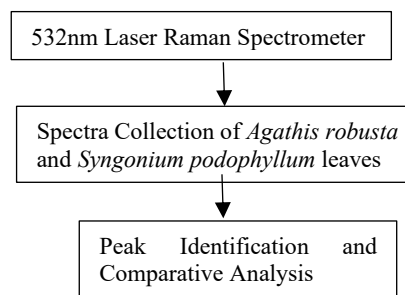 532nm Laser Raman Spectrometer
Spectra Collection of Agathis robusta
and Syngonium podophyllum leaves
Peak Identification and
Comparative Analysis